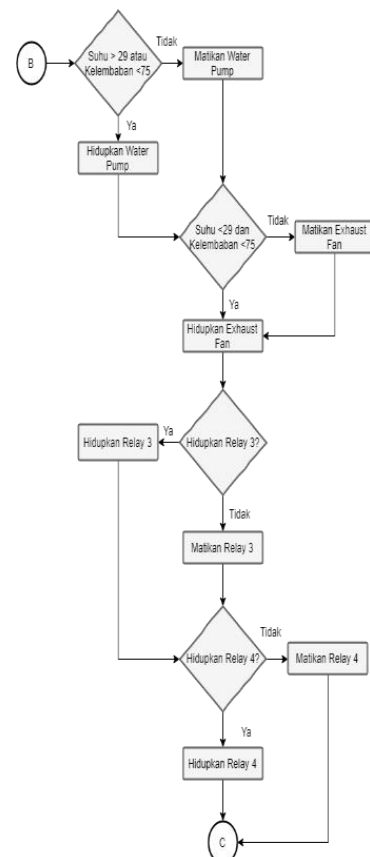 B
Suhu > 29 atau
Kelembaban <75
Tidak
Matikan Water
Pump
Ya
Hidupkan Water
Pump
Suhu <29 dan
Kelembaban <75
Tidak
Matikan Exhaust
Fan
Ya
Hidupkan Exhaust
Fan
Hidupkan Relay 3?
Ya
Hidupkan Relay 3
Tidak
Matikan Relay 3
Hidupkan Relay 4?
Tidak
Matikan Relay 4
Ya
Hidupkan Relay 4
C